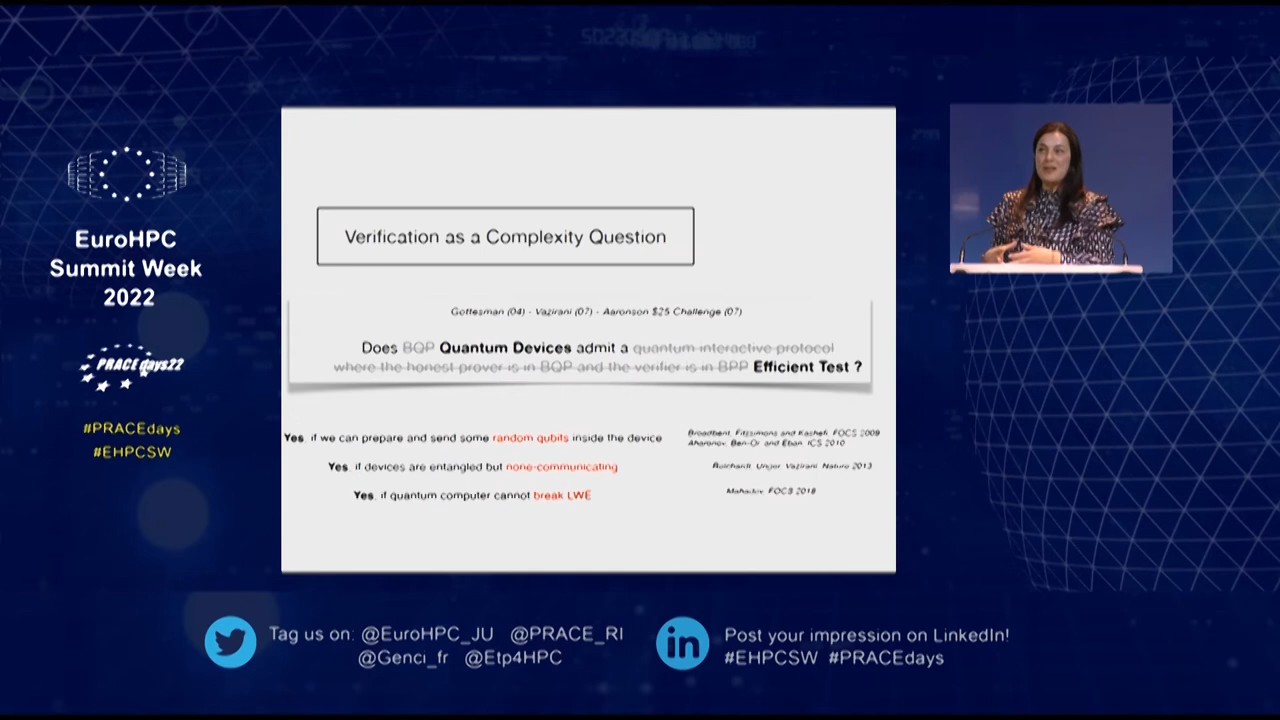 EuroHPC
Summit Week
2022
PRACEdays22
#PRACEdays
#EHPCSW
Verification as a Complexity Question
Gottesman (04) - Vazirani (07) - Aaronson $25 Challenge (07)
Does BQP Quantum Devices admit a quantum interactive protocol
where the honest prover is in BQP and the verifier is in BPP Efficient Test ?
Yes, if we can prepare and send some random qubits inside the device
Broadbent, Fitzsimons and Kashefi, FOCS 2009
Aharonov, Ben-Or and Eban, ICS 2010
Yes, if devices are entangled but none-communicating
Reichardt, Unger, Vazirani, Nature 2013
Yes, if quantum computer cannot break LWE
Mahadev, FOCS 2018
Tag us on: @EuroHPC_JU @PRACE_RI
@Genci_fr @Etp4HPC
in
Post your impression on LinkedIn!
#EHPCSW #PRACEdays